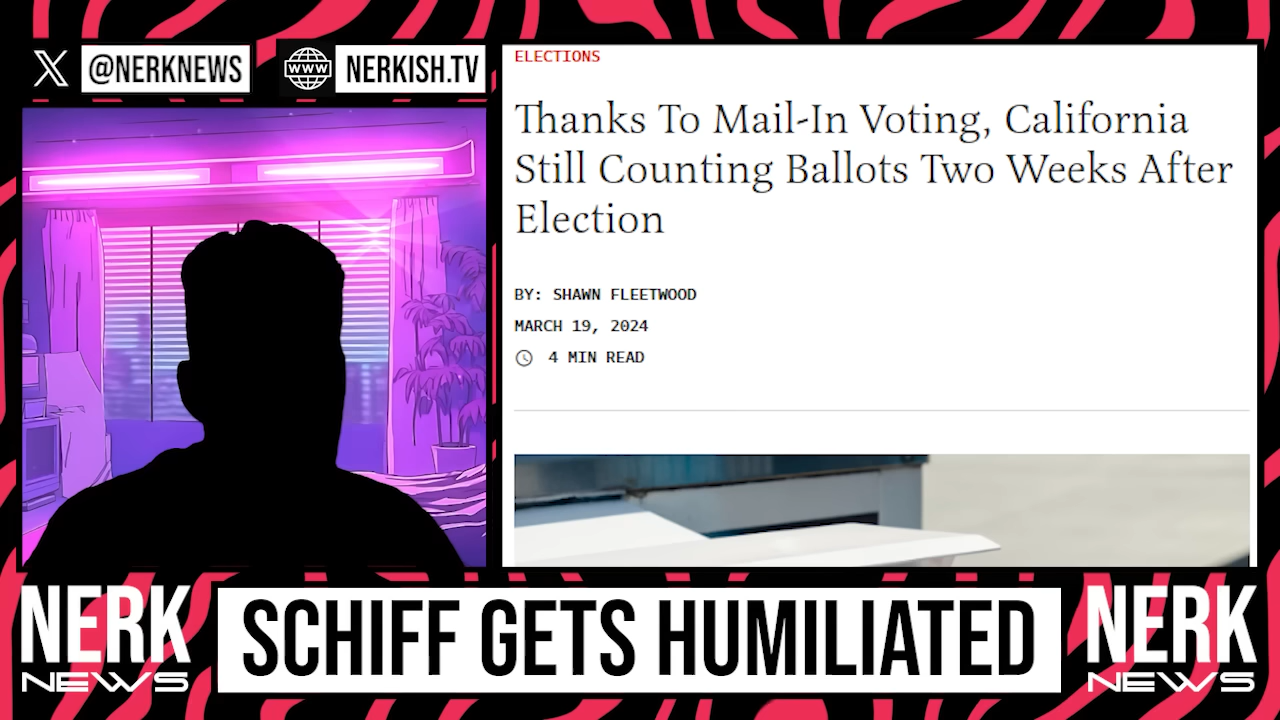 @NERKNEWS
WWW
NERKISH.TV
ELECTIONS
Thanks To Mail-In Voting, California
Still Counting Ballots Two Weeks After
Election
BY: SHAWN FLEETWOOD
MARCH 19, 2024
4 MIN READ
NERK
NEWS
SCHIFF GETS HUMILIATED
NERK
NEWS